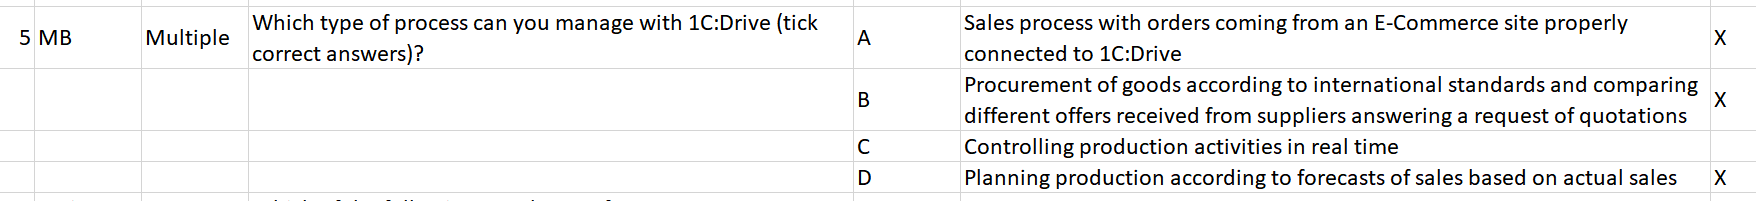 5 MB Multiple Which type of process can you manage with 1C:Drive (tick
correct answers)?
A Sales process with orders coming from an E-Commerce site properly
connected to 1C:Drive X
B Procurement of goods according to international standards and comparing
different offers received from suppliers answering a request of quotations X
C Controlling production activities in real time
D Planning production according to forecasts of sales based on actual sales X